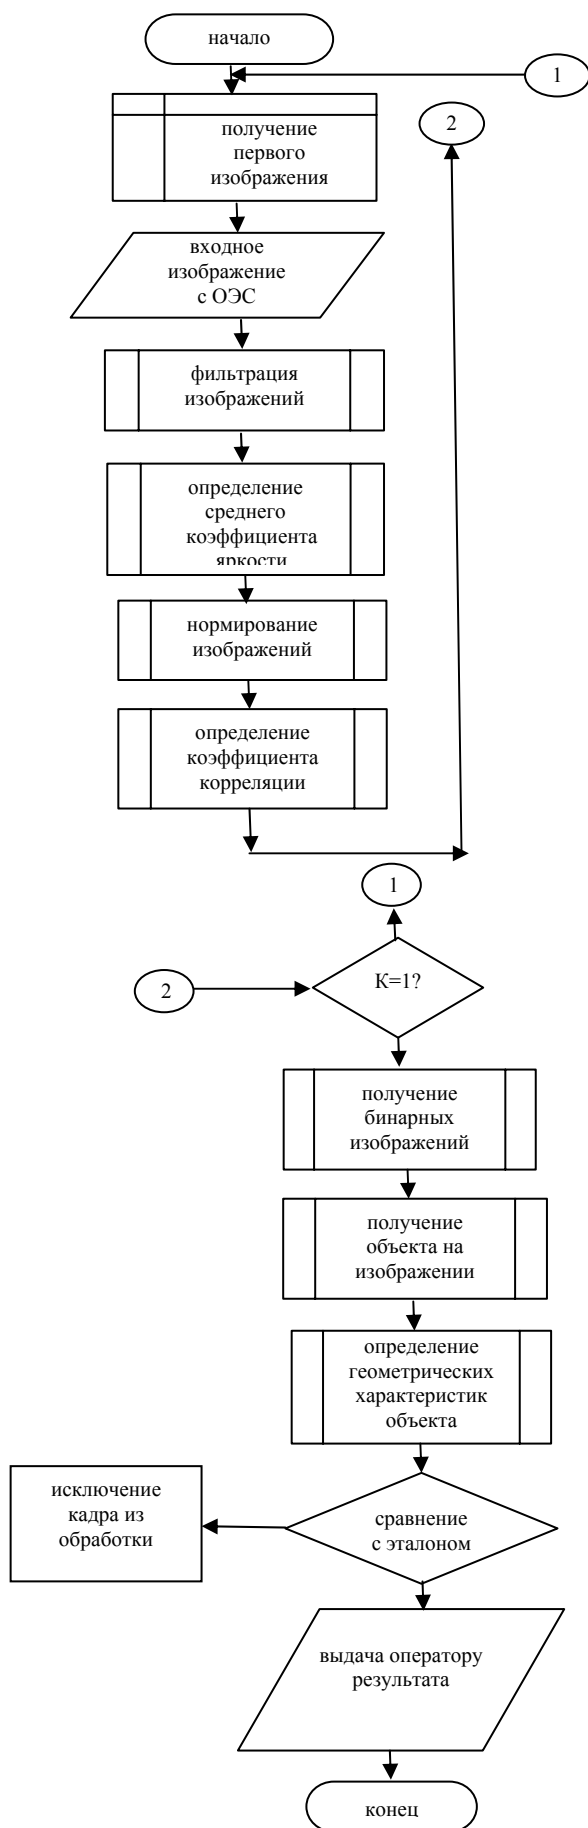 начало
1
2
получение
первого
изображения
входное
изображение
с ОЭС
фильтрация
изображений
определение
среднего
коэффициента
яркости
нормирование
изображений
определение
коэффициента
корреляции
1
К=1?
2
получение
бинарных
изображений
получение
объекта на
изображении
определение
геометрических
характеристик
объекта
исключение
кадра из
обработки
сравнение
с эталоном
выдача оператору
результата
конец